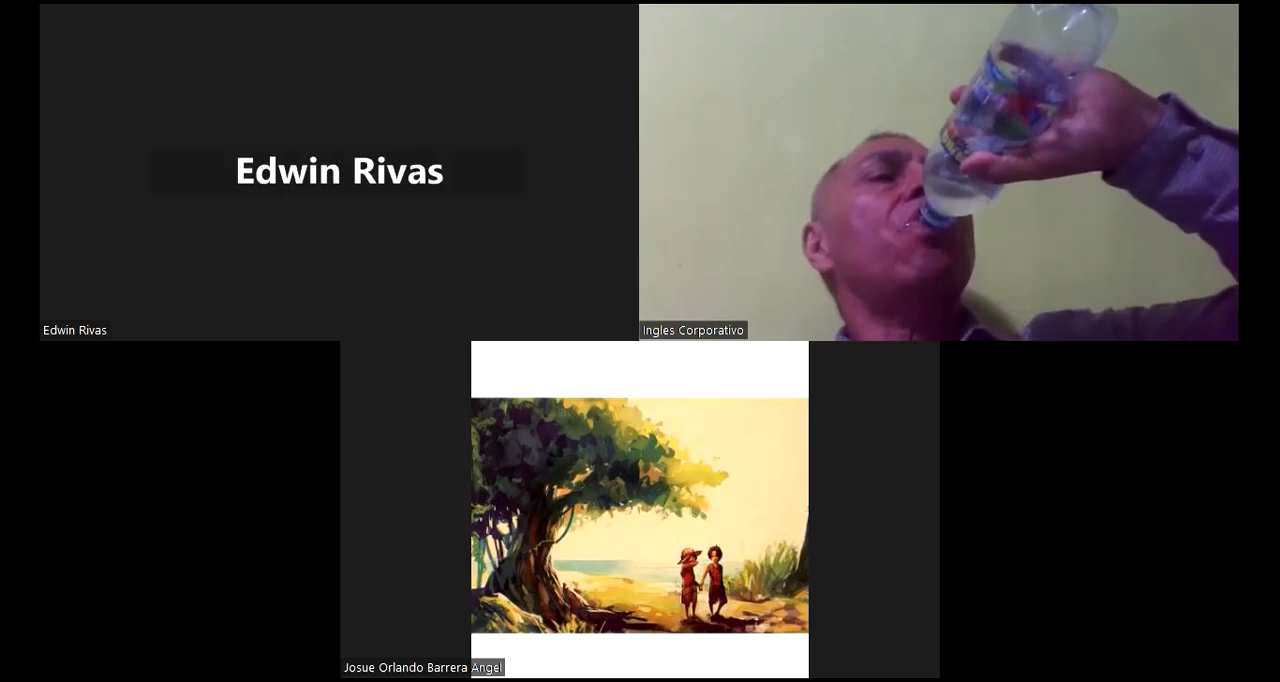 Edwin Rivas
Edwin Rivas
Ingles Corporativo
Josue Orlando Barrera Angel